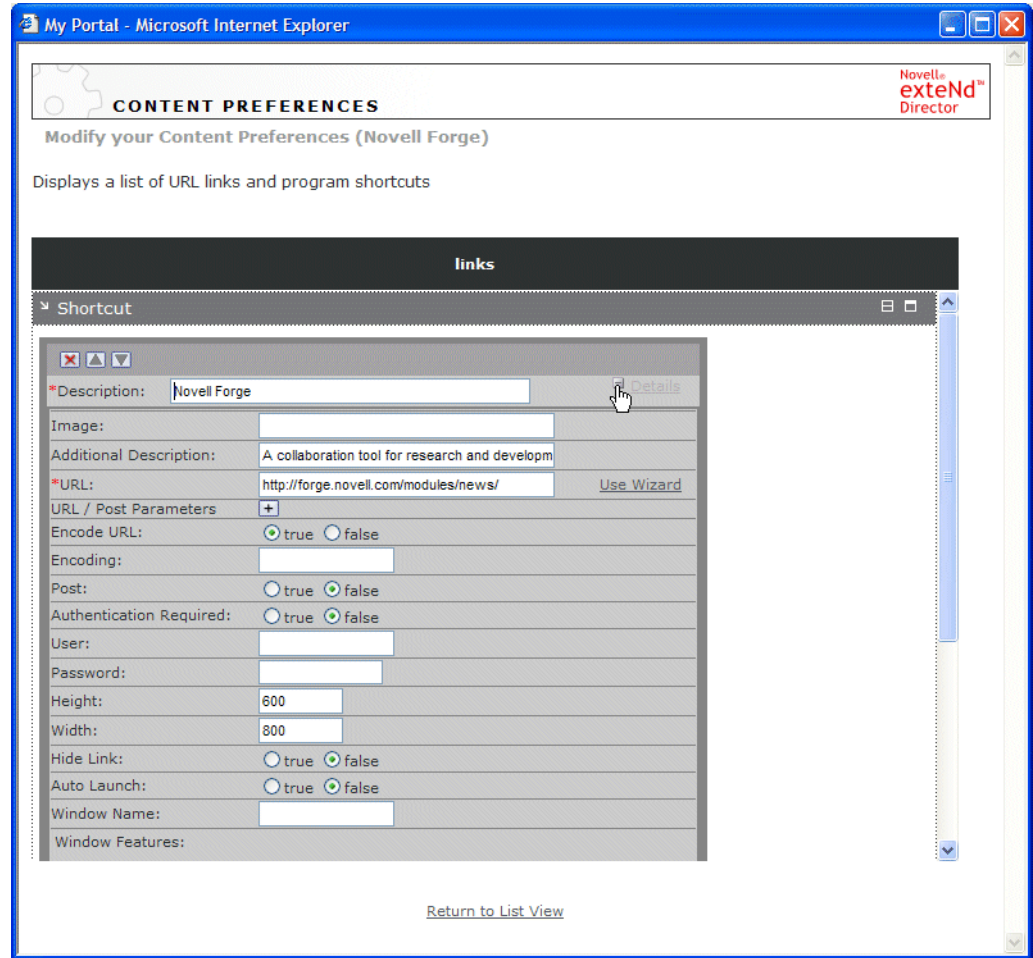 My Portal - Microsoft Internet Explorer
Novell®
exteNd™
Director
CONTENT PREFERENCES
Modify your Content Preferences (Novell Forge)
Displays a list of URL links and program shortcuts
links
Shortcut
*Description: Novell Forge Details
Image:
Additional Description: A collaboration tool for research and developm
*URL: http://forge.novell.com/modules/news/ Use Wizard
URL / Post Parameters +
Encode URL: true false
Encoding:
Post: true false
Authentication Required: true false
User:
Password:
Height: 600
Width: 800
Hide Link: true false
Auto Launch: true false
Window Name:
Window Features:
Return to List View